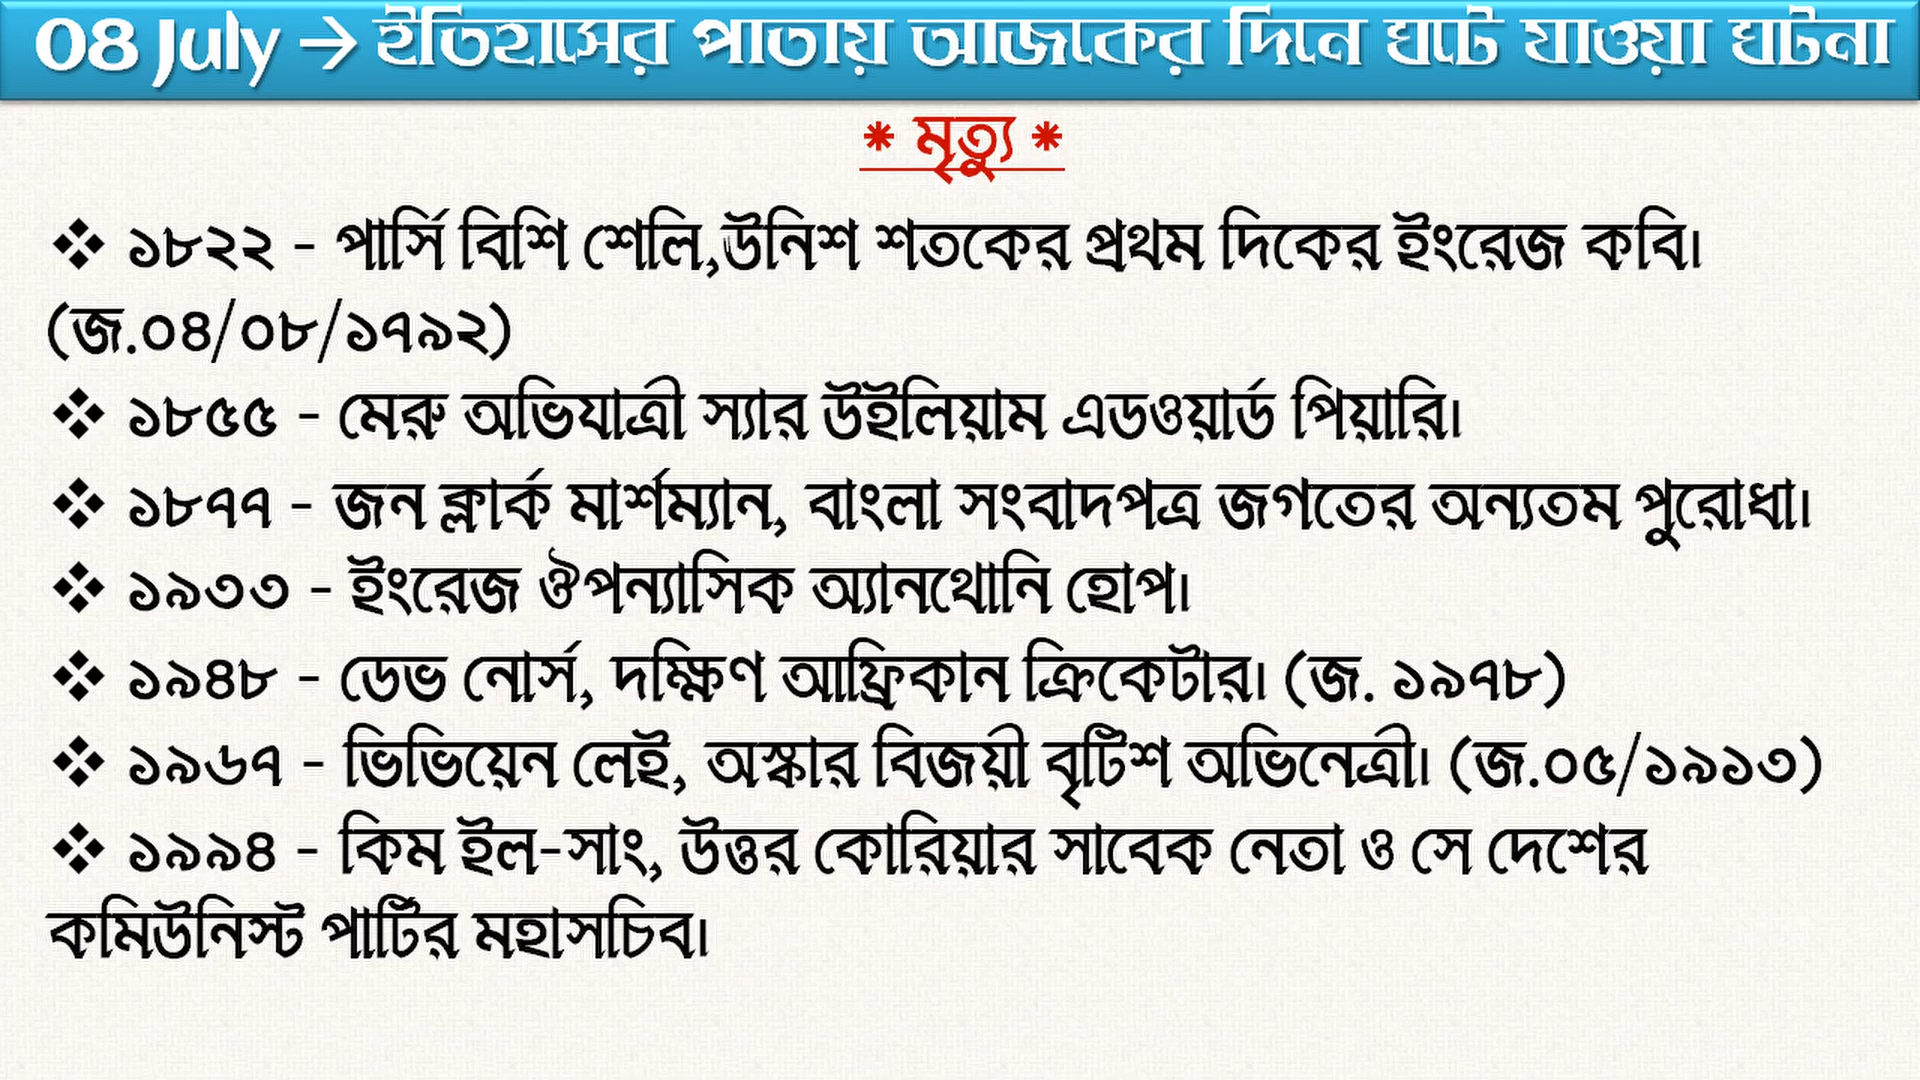 08 July → ইতিহাসের পাতায় আজকের দিনে ঘটে যাওয়া ঘটনা
* মৃত্যু *
❖ ১৮২২ - পার্সি বিশি শেলি,উনিশ শতকের প্রথম দিকের ইংরেজ কবি।
(জ.০৪/০৮/১৭৯২)
❖ ১৮৫৫ - মেরু অভিযাত্রী স্যার উইলিয়াম এডওয়ার্ড পিয়ারি।
❖ ১৮৭৭ - জন ক্লার্ক মার্শম্যান, বাংলা সংবাদপত্র জগতের অন্যতম পুরোধা।
❖ ১৯৩৩ - ইংরেজ ঔপন্যাসিক অ্যানথোনি হোপ।
❖ ১৯৪৮ - ডেভ নোর্স, দক্ষিণ আফ্রিকান ক্রিকেটার। (জ. ১৯৭৮)
❖ ১৯৬৭ - ভিভিয়েন লেই, অস্কার বিজয়ী বৃটিশ অভিনেত্রী। (জ.০৫/১৯১৩)
❖ ১৯৯৪ - কিম ইল-সাং, উত্তর কোরিয়ার সাবেক নেতা ও সে দেশের
কমিউনিস্ট পার্টির মহাসচিব।